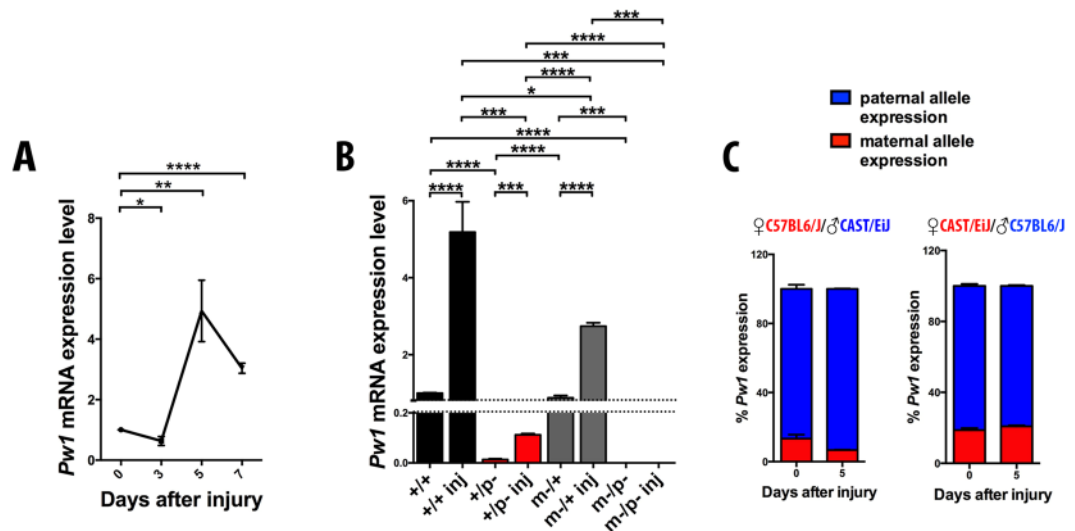 A
****
**
*
Pw1 mRNA expression level
8
6
4
2
0
0 3 5 7
Days after injury
B
***
****
***
****
*
***
***
****
****
****
****
***
****
Pw1 mRNA expression level
6
4
2
0.2
0.0
+/+
+/+ inj
+/p-
+/p- inj
m-/+
m-/+ inj
m-/p-
m-/p- inj
paternal allele
expression
maternal allele
expression
C
♀C57BL6/J/♂CAST/EiJ
% Pw1 expression
120
80
40
0
0 5
Days after injury
♀CAST/EiJ/♂C57BL6/J
% Pw1 expression
120
80
40
0
0 5
Days after injury